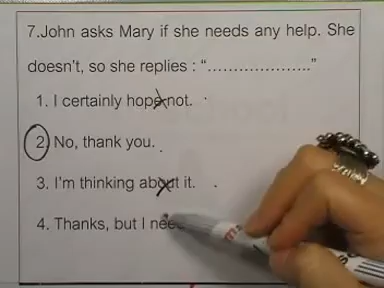 7.John asks Mary if she needs any help. She
doesn't, so she replies : “.....................”
1. I certainly hope not.
2. No, thank you.
3. I'm thinking about it.
4. Thanks, but I